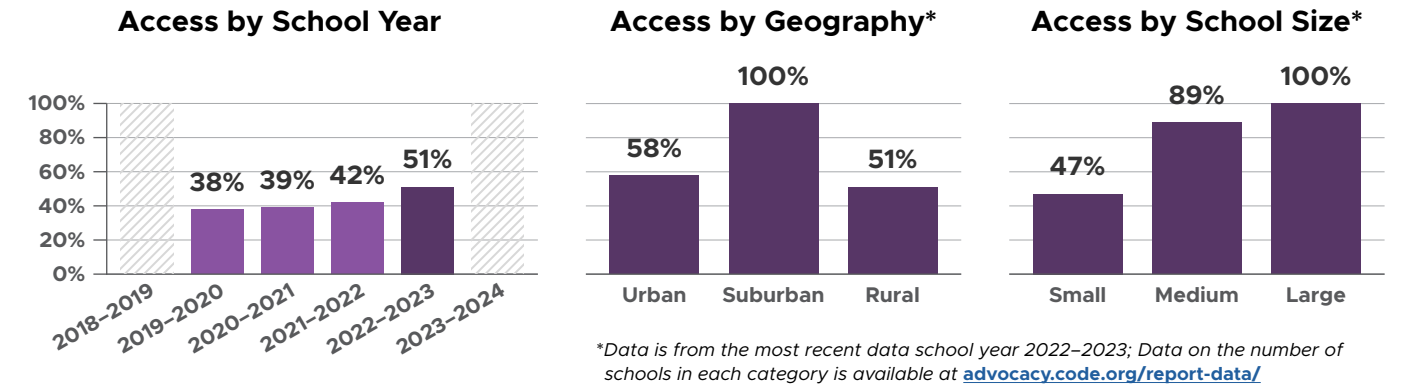 Access by School Year
100%
80%
60%
40%
20%
0%
38%
39%
42%
51%
2018–2019
2019–2020
2020–2021
2021–2022
2022–2023
2023–2024
Access by Geography*
58%
100%
51%
Urban
Suburban
Rural
Access by School Size*
47%
89%
100%
Small
Medium
Large
*Data is from the most recent data school year 2022–2023; Data on the number of
schools in each category is available at advocacy.code.org/report-data/